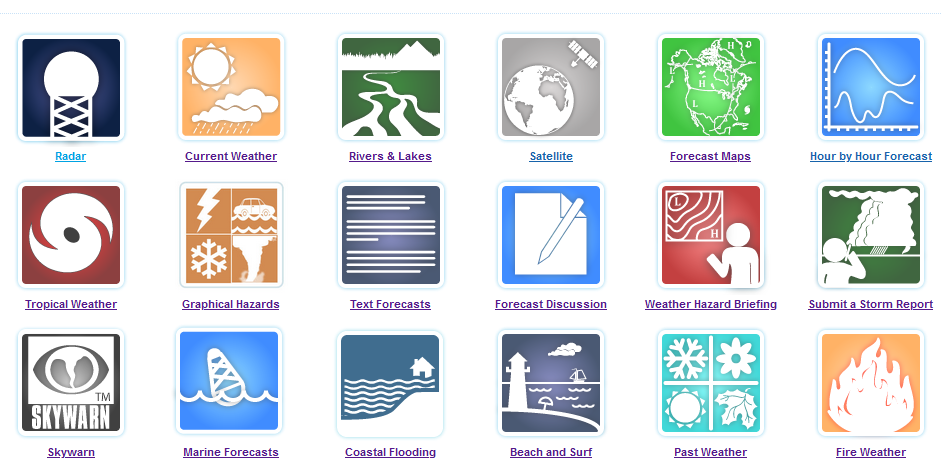 Radar
Current Weather
Rivers & Lakes
Satellite
H
L
H
L
Forecast Maps
Hour by Hour Forecast
Tropical Weather
Graphical Hazards
Text Forecasts
Forecast Discussion
L
H
Weather Hazard Briefing
Submit a Storm Report
TM
SKYWARN
Skywarn
Marine Forecasts
Coastal Flooding
Beach and Surf
Past Weather
Fire Weather